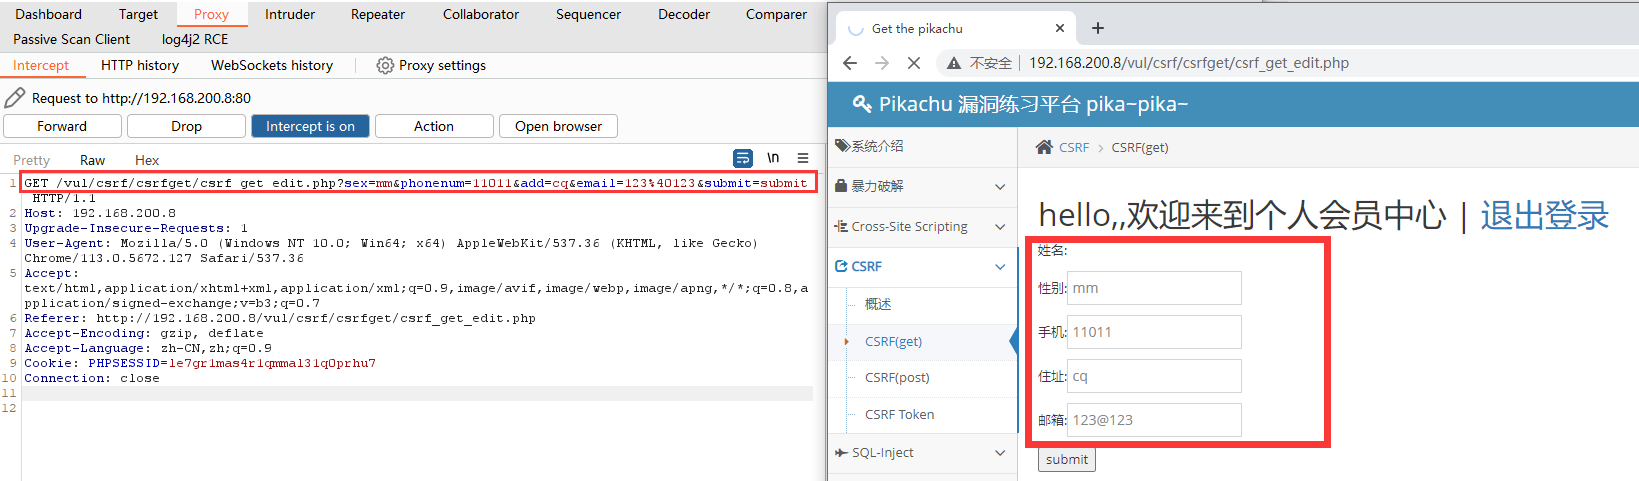 Dashboard Target Proxy Intruder Repeater Collaborator Sequencer Decoder Comparer
Passive Scan Client log4j2 RCE
Intercept HTTP history WebSockets history Proxy settings
Request to http://192.168.200.8:80
Forward Drop Intercept is on Action Open browser
Pretty Raw Hex \n
1 GET /vul/csrf/csrfget/csrf_get_edit.php?sex=mm&phonenum=11011&add=cq&email=123%40123&submit=submit
HTTP/1.1
2 Host: 192.168.200.8
3 Upgrade-Insecure-Requests: 1
4 User-Agent: Mozilla/5.0 (Windows NT 10.0; Win64; x64) AppleWebKit/537.36 (KHTML, like Gecko)
Chrome/113.0.5672.127 Safari/537.36
5 Accept:
text/html,application/xhtml+xml,application/xml;q=0.9,image/avif,image/webp,image/apng,*/*;q=0.8,a
pplication/signed-exchange;v=b3;q=0.7
6 Referer: http://192.168.200.8/vul/csrf/csrfget/csrf_get_edit.php
7 Accept-Encoding: gzip, deflate
8 Accept-Language: zh-CN,zh;q=0.9
9 Cookie: PHPSESSID=
10 Connection: close
11
12
Get the pikachu
不安全 192.168.200.8/vul/csrf/csrfget/csrf_get_edit.php
Pikachu 漏洞练习平台 pika~pika~
系统介绍
暴力破解
Cross-Site Scripting
CSRF
概述
CSRF(get)
CSRF(post)
CSRF Token
SQL-Inject
CSRF > CSRF(get)
hello,,欢迎来到个人会员中心 | 退出登录
姓名:
性别: mm
手机: 11011
住址: cq
邮箱: 123@123
submit